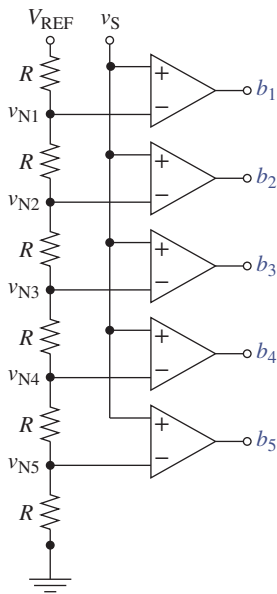 V_REF v_S
R
+ − b_1
v_N1
R
+ − b_2
v_N2
R
+ − b_3
v_N3
R
+ − b_4
v_N4
R
+ − b_5
v_N5
R